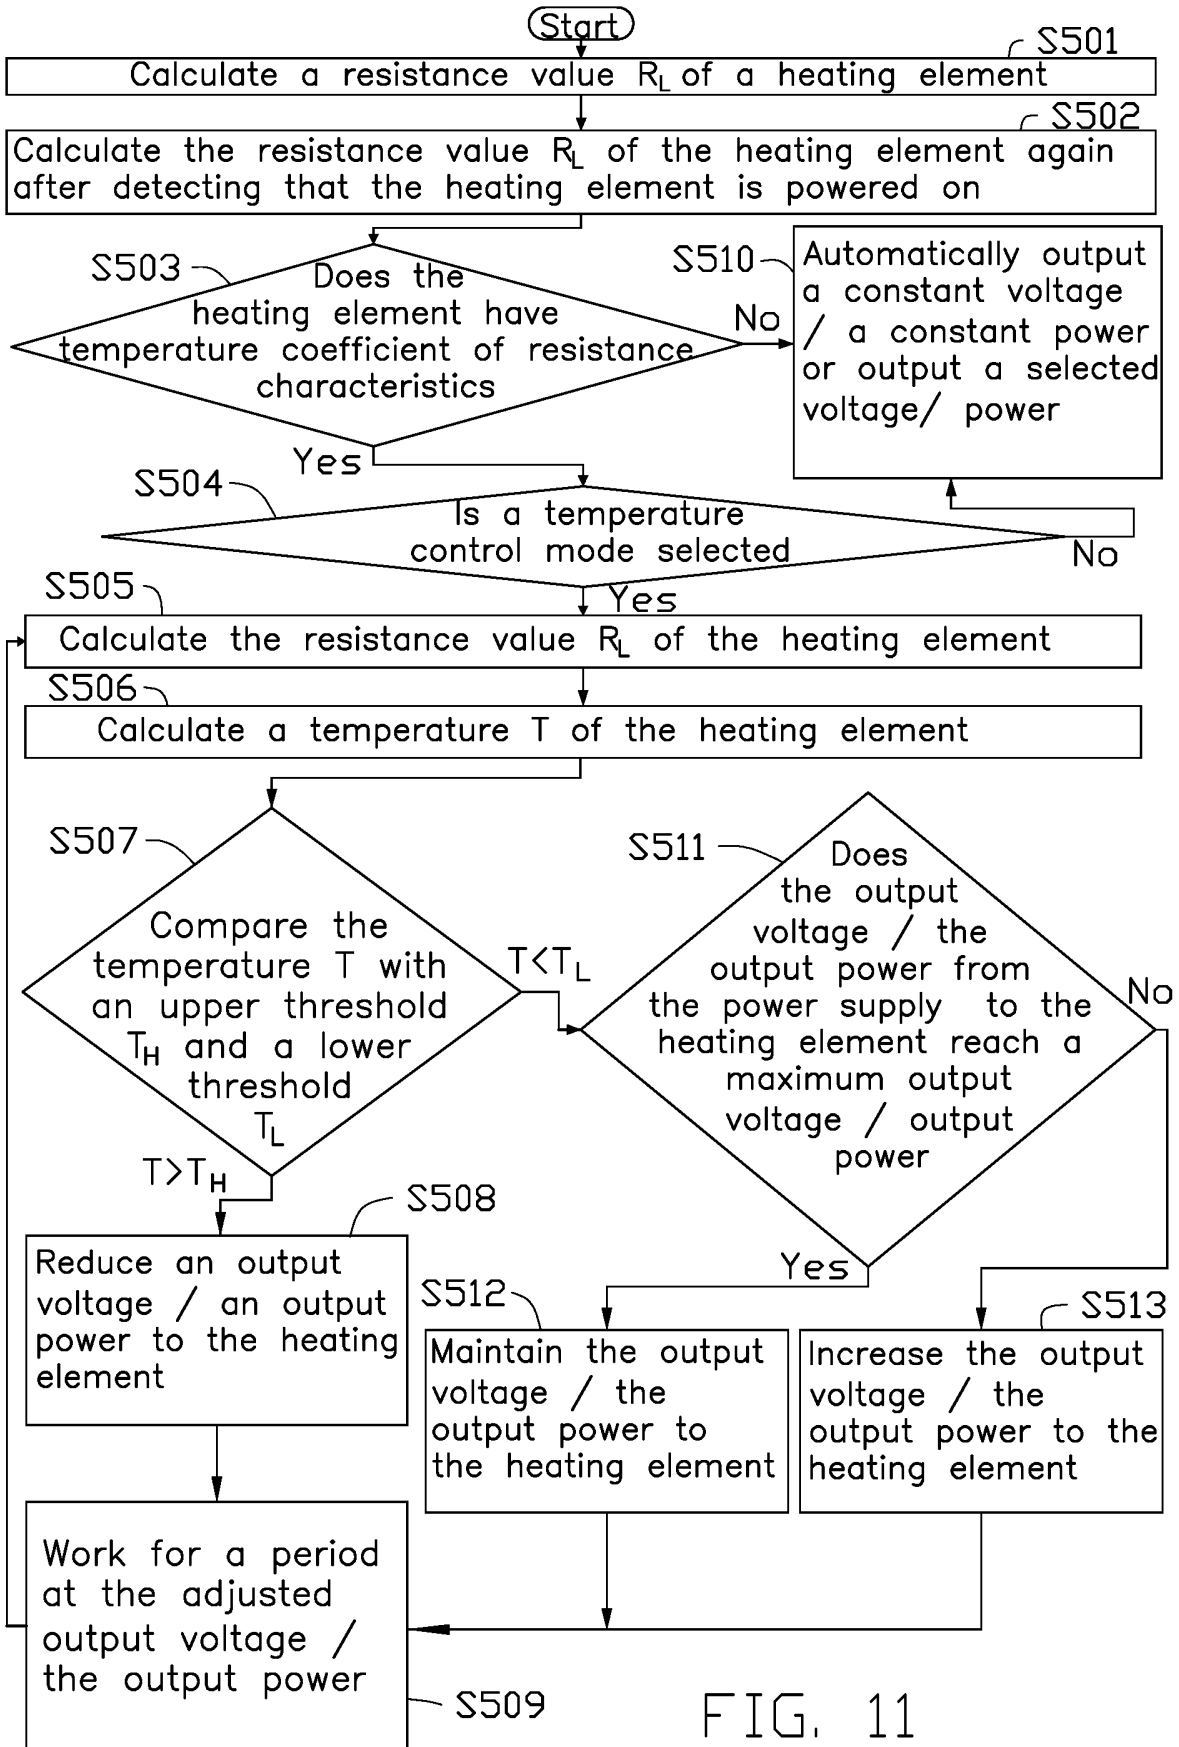 Start
S501
Calculate a resistance value RL of a heating element
S502
Calculate the resistance value RL of the heating element again
after detecting that the heating element is powered on
S503
Does the
heating element have
temperature coefficient of resistance
characteristics
No
Yes
S510
Automatically output
a constant voltage
/ a constant power
or output a selected
voltage/ power
S504
Is a temperature
control mode selected
No
Yes
S505
Calculate the resistance value RL of the heating element
S506
Calculate a temperature T of the heating element
S507
Compare the
temperature T with
an upper threshold
TH and a lower
threshold
TL
T<TL
T>TH
S511
Does
the output
voltage / the
output power from
the power supply to the
heating element reach a
maximum output
voltage / output
power
No
Yes
S508
Reduce an output
voltage / an output
power to the heating
element
S512
Maintain the output
voltage / the
output power to
the heating element
S513
Increase the output
voltage / the
output power to the
heating element
Work for a period
at the adjusted
output voltage /
the output power
S509
FIG. 11